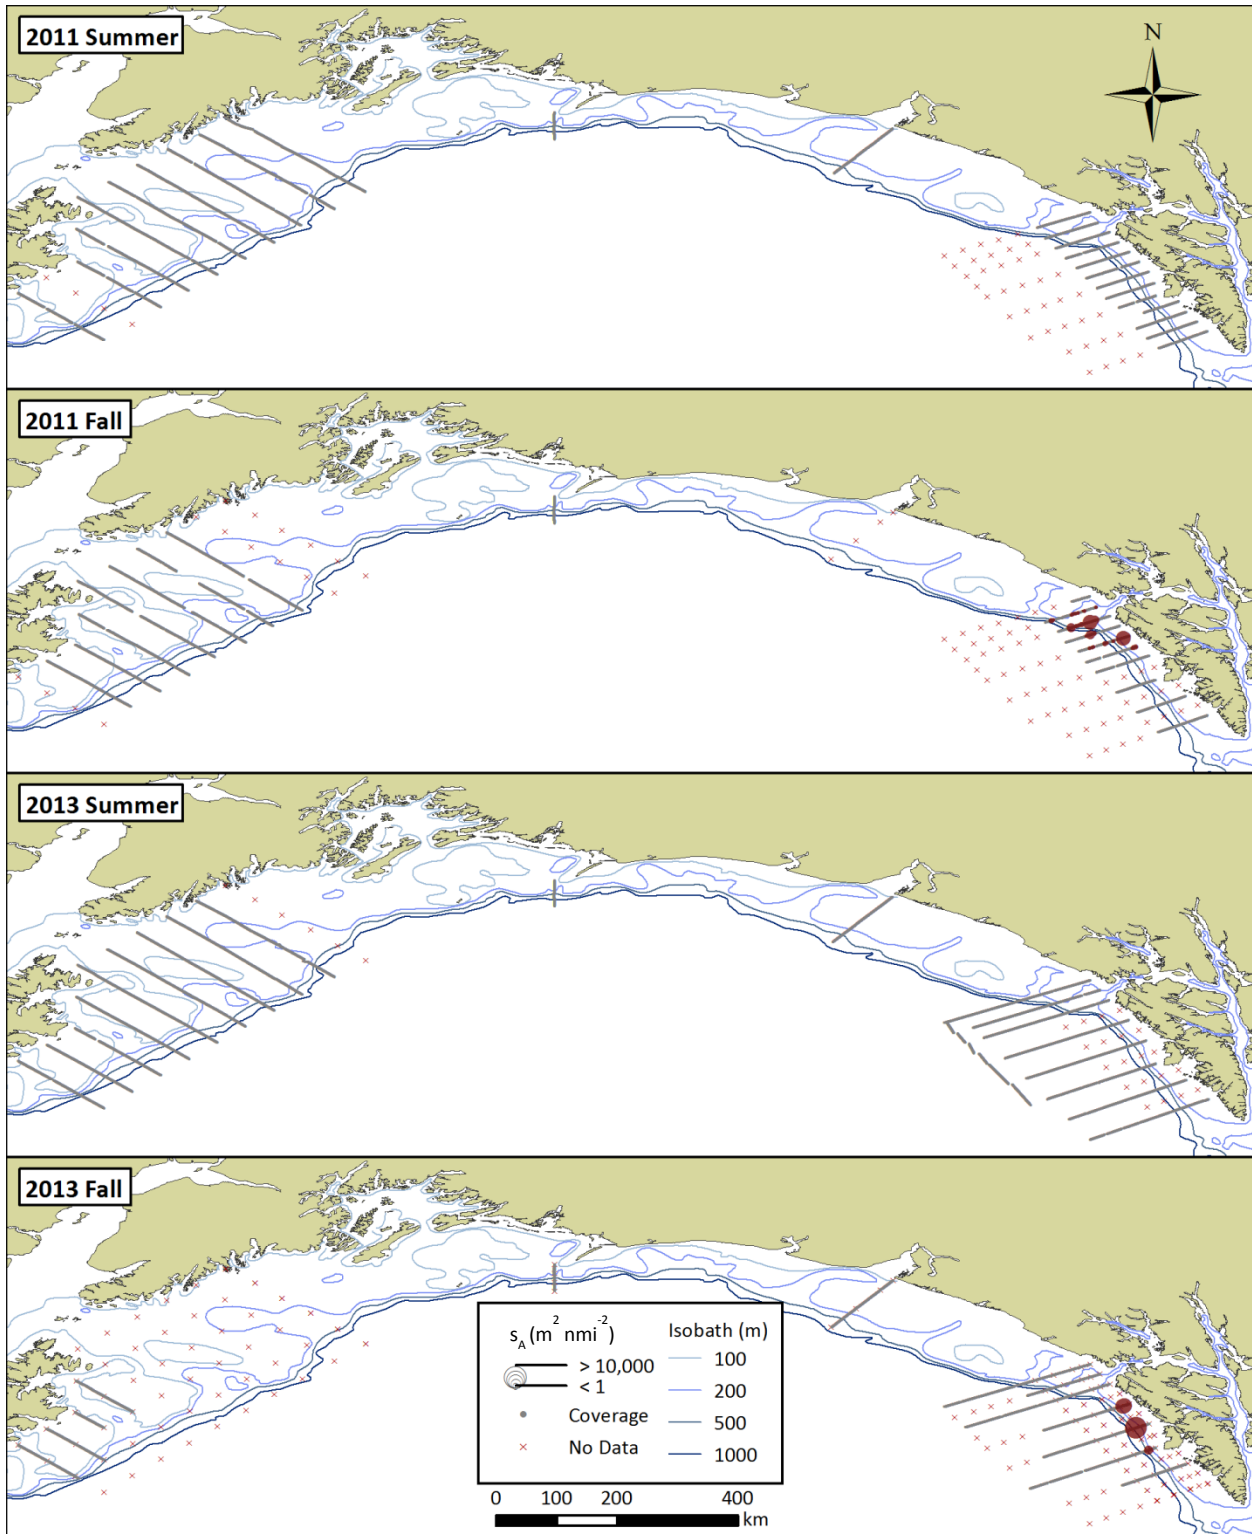 2011 Summer
N
2011 Fall
2013 Summer
2013 Fall
s_A (m² nmi⁻²)
> 10,000
< 1
Coverage
No Data
Isobath (m)
100
200
500
1000
0 100 200 400
km